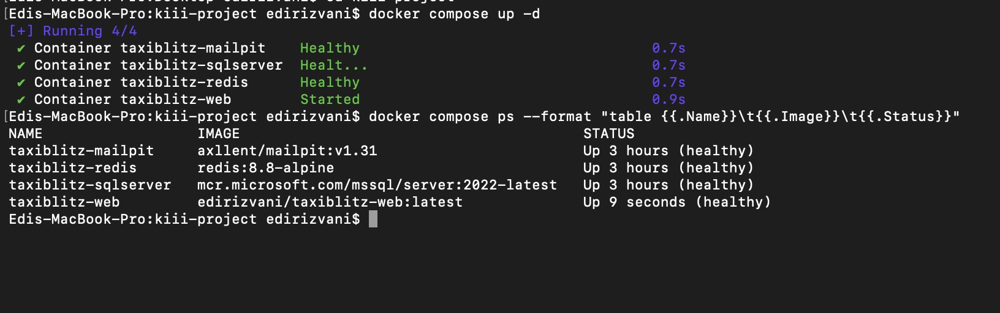 [Edis-MacBook-Pro:kiii-project edirizvani$ docker compose up -d
[+] Running 4/4
✔ Container taxiblitz-mailpit Healthy 0.7s
✔ Container taxiblitz-sqlserver Healt... 0.7s
✔ Container taxiblitz-redis Healthy 0.7s
✔ Container taxiblitz-web Started 0.9s
[Edis-MacBook-Pro:kiii-project edirizvani$ docker compose ps --format "table {{.Name}}\t{{.Image}}\t{{.Status}}"
NAME IMAGE STATUS
taxiblitz-mailpit axllent/mailpit:v1.31 Up 3 hours (healthy)
taxiblitz-redis redis:8.8-alpine Up 3 hours (healthy)
taxiblitz-sqlserver mcr.microsoft.com/mssql/server:2022-latest Up 3 hours (healthy)
taxiblitz-web edirizvani/taxiblitz-web:latest Up 9 seconds (healthy)
Edis-MacBook-Pro:kiii-project edirizvani$